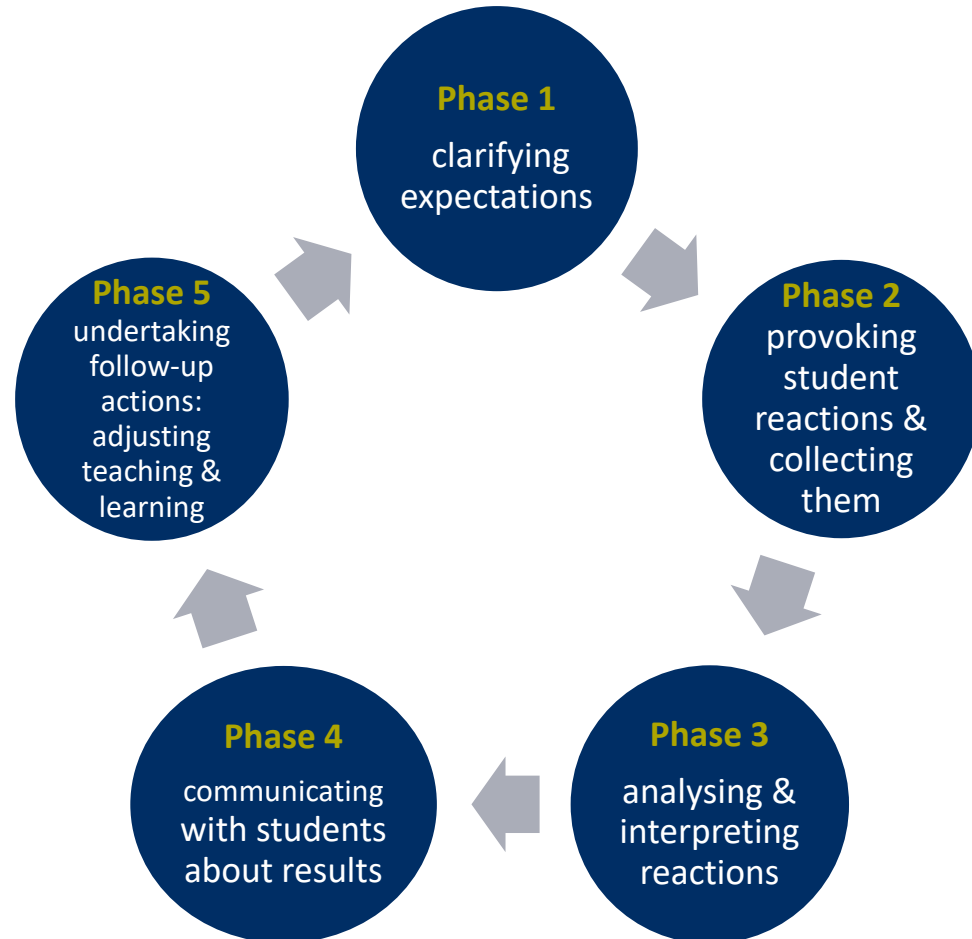 Phase 1
clarifying
expectations
Phase 2
provoking
student
reactions &
collecting
them
Phase 3
analysing &
interpreting
reactions
Phase 4
communicating
with students
about results
Phase 5
undertaking
follow-up
actions:
adjusting
teaching &
learning